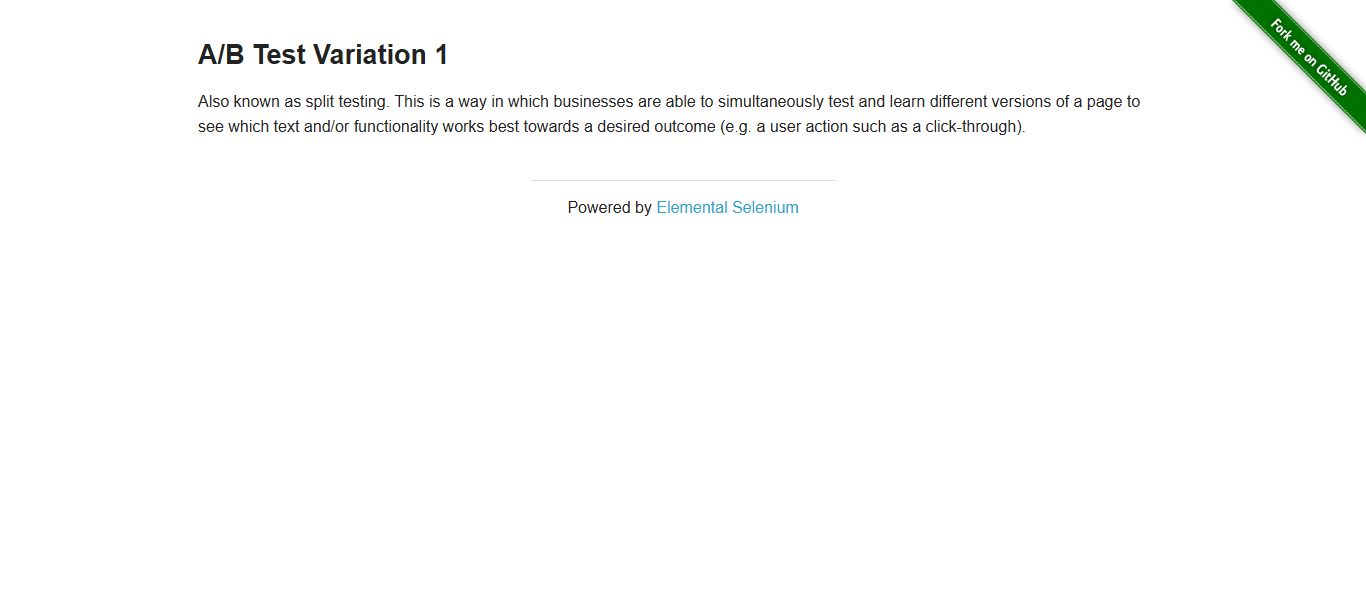 A/B Test Variation 1
Fork me on GitHub
Also known as split testing. This is a way in which businesses are able to simultaneously test and learn different versions of a page to
see which text and/or functionality works best towards a desired outcome (e.g. a user action such as a click-through).
Powered by Elemental Selenium